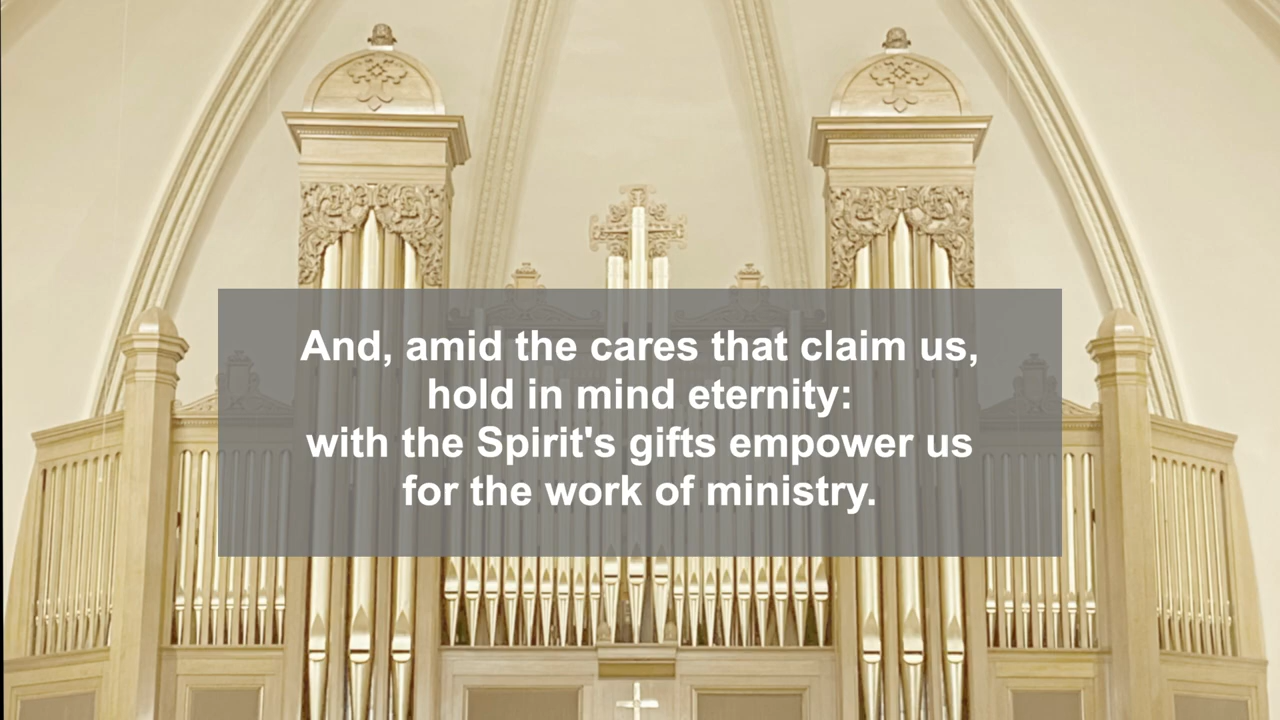 And, amid the cares that claim us,
hold in mind eternity:
with the Spirit's gifts empower us
for the work of ministry.